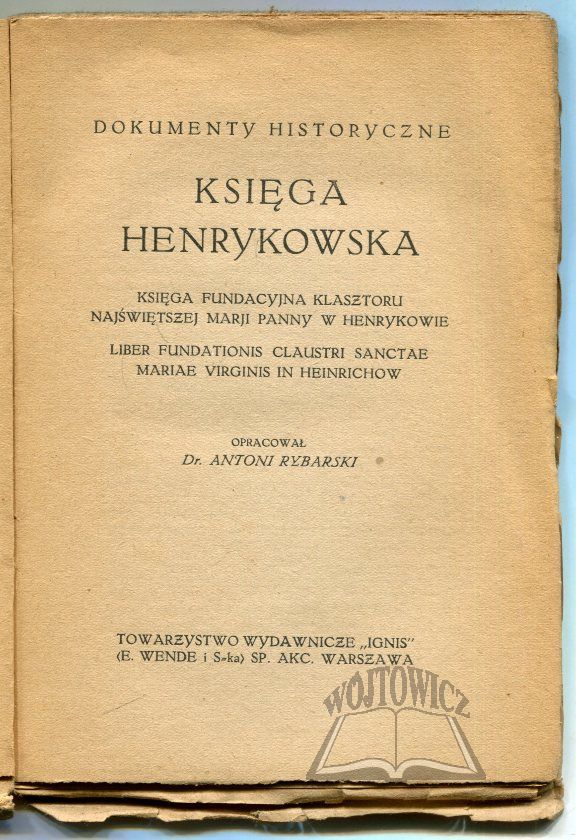 DOKUMENTY HISTORYCZNE
KSIĘGA
HENRYKOWSKA
KSIĘGA FUNDACYJNA KLASZTORU
NAJŚWIĘTSZEJ MARJI PANNY W HENRYKOWIE
LIBER FUNDATIONIS CLAUSTRI SANCTAE
MARIAE VIRGINIS IN HEINRICHOW
OPRACOWAŁ
Dr. ANTONI RYBARSKI
TOWARZYSTWO WYDAWNICZE „IGNIS”
(E. WENDE i S-ka) SP. AKC. WARSZAWA
WÓJTOWICZ